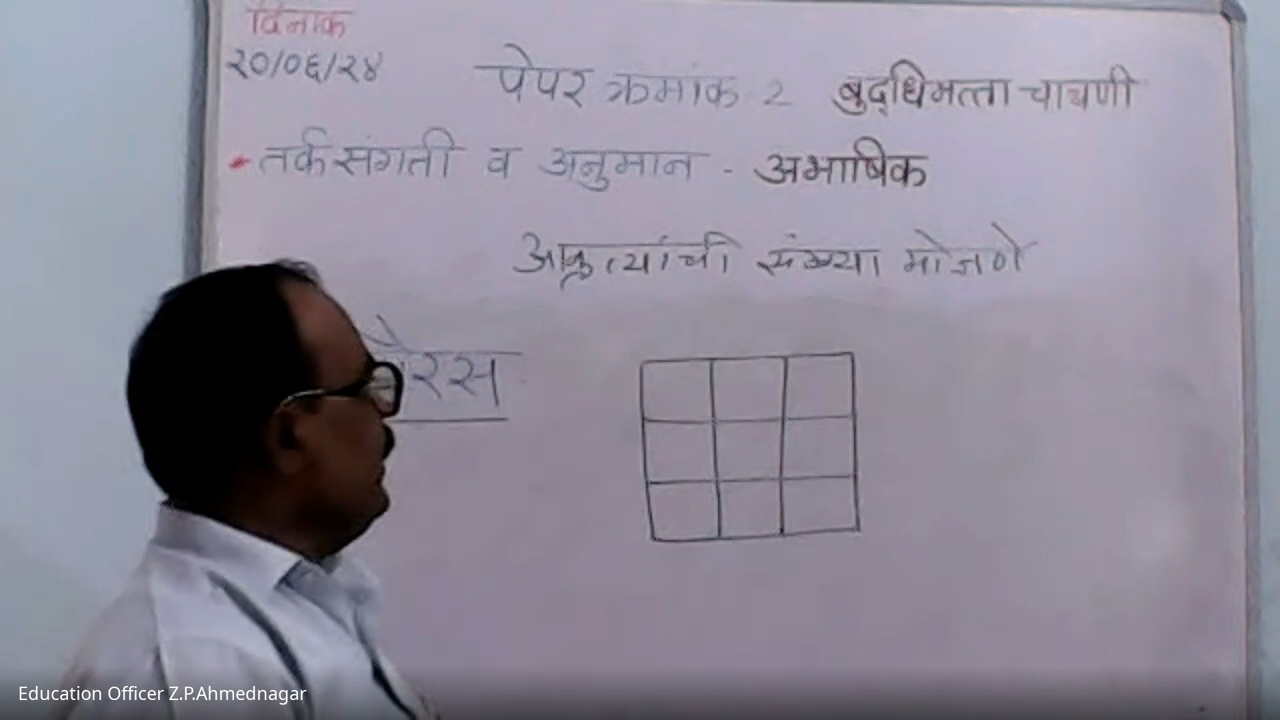 दिनांक
२०/०६/२४
पेपर क्रमांक - 2 बुद्धिमत्ता चाचणी
तर्कसंगती व अनुमान - अभाषिक
आकृत्यांची संख्या मोजणे
Education Officer Z.P.Ahmednagar